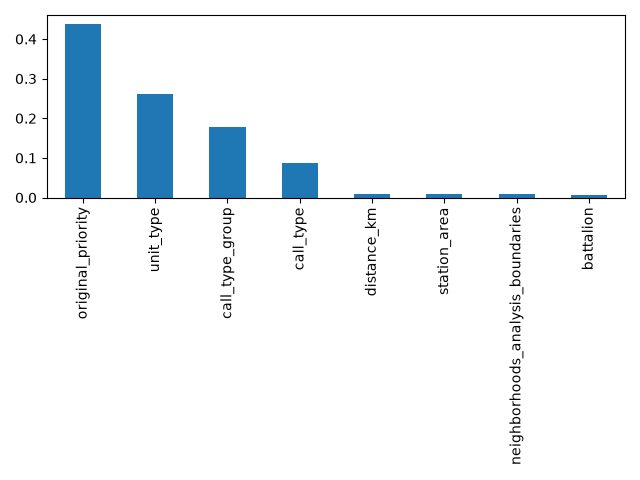 0.4
0.3
0.2
0.1
0.0
original_priority
unit_type
call_type_group
call_type
distance_km
station_area
neighborhoods_analysis_boundaries
battalion